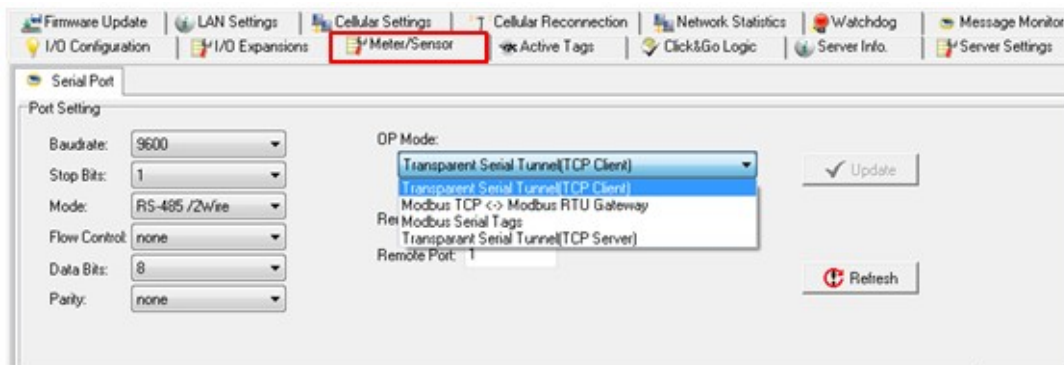 Firmware Update LAN Settings Cellular Settings Cellular Reconnection Network Statistics Watchdog Message Monitor
I/O Configuration I/O Expansions Meter/Sensor Active Tags Click&Go Logic Server Info. Server Settings
Serial Port
Port Setting
Baudrate: 9600
OP Mode:
Transparent Serial Tunnel(TCP Client)
Update
Stop Bits: 1
Transparent Serial Tunnel(TCP Client)
Mode: RS-485 /2Wire
Modbus TCP <-> Modbus RTU Gateway
Modbus Serial Tags
Flow Control: none
Transparant Serial Tunnel(TCP Server)
Remote Port: 1
Data Bits: 8
Refresh
Parity: none